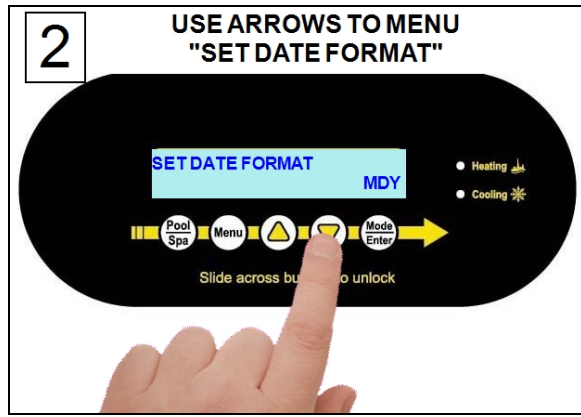 2
USE ARROWS TO MENU
"SET DATE FORMAT"
SET DATE FORMAT
MDY
Heating
Cooling
Pool
Spa
Menu
Mode
Enter
Slide across bu o unlock